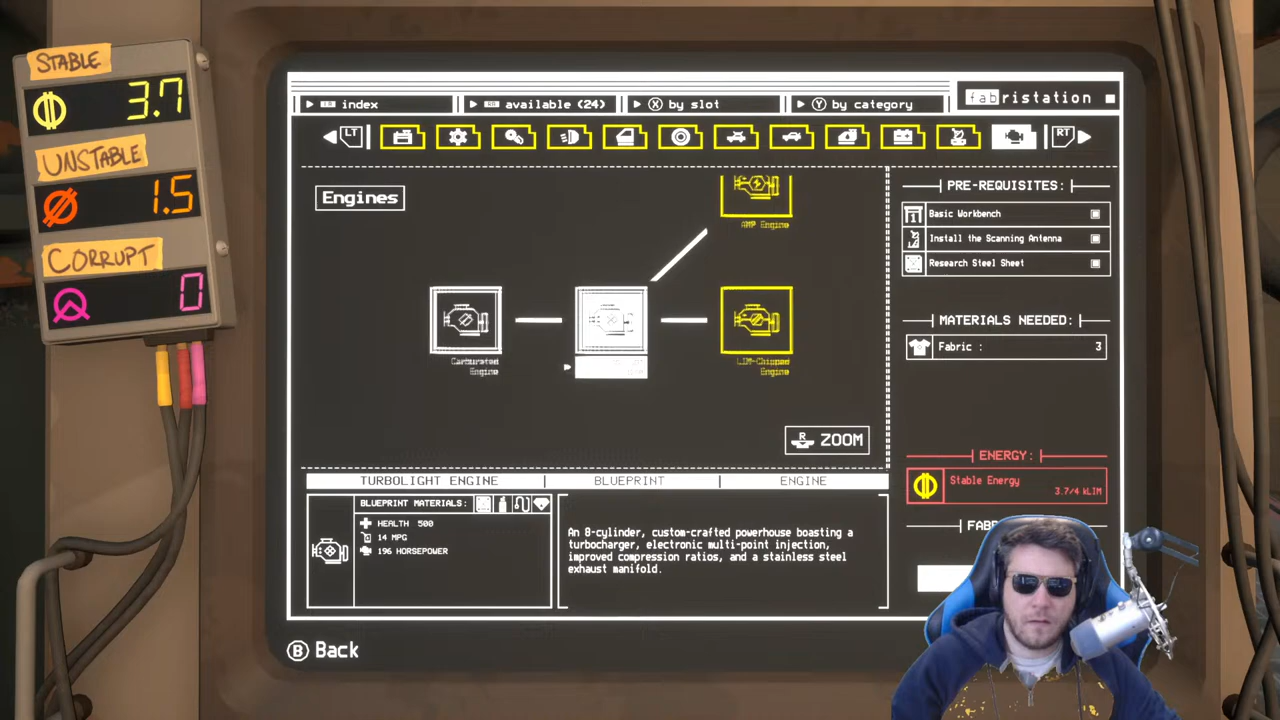 STABLE
3.7
UNSTABLE
1.5
CORRUPT
0
index
available (24)
X by slot
Y by category
fabristation
LT
RT
Engines
AMP Engine
Carburated
Engine
LIM-Chipped
Engine
R ZOOM
PRE-REQUISITES:
Basic Workbench
Install the Scanning Antenna
Research Steel Sheet
MATERIALS NEEDED:
Fabric : 3
ENERGY:
Stable Energy
3.7/4 kLIM
TURBOLIGHT ENGINE
BLUEPRINT
ENGINE
BLUEPRINT MATERIALS:
HEALTH 500
14 MPG
196 HORSEPOWER
An 8-cylinder, custom-crafted powerhouse boasting a
turbocharger, electronic multi-point injection,
improved compression ratios, and a stainless steel
exhaust manifold.
B Back